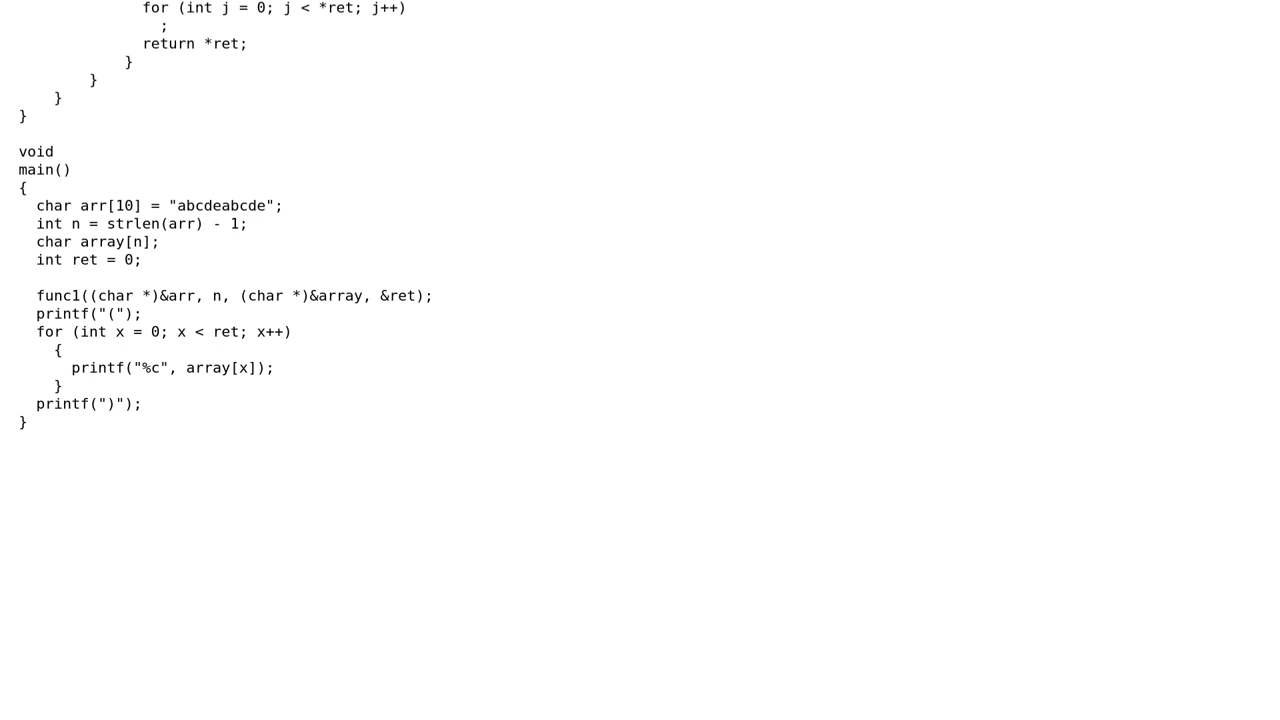 for (int j = 0; j < *ret; j++)
;
return *ret;
}
}
}
}
void
main()
{
char arr[10] = "abcdeabcde";
int n = strlen(arr) - 1;
char array[n];
int ret = 0;
func1((char *)&arr, n, (char *)&array, &ret);
printf("(");
for (int x = 0; x < ret; x++)
{
printf("%c", array[x]);
}
printf(")");
}